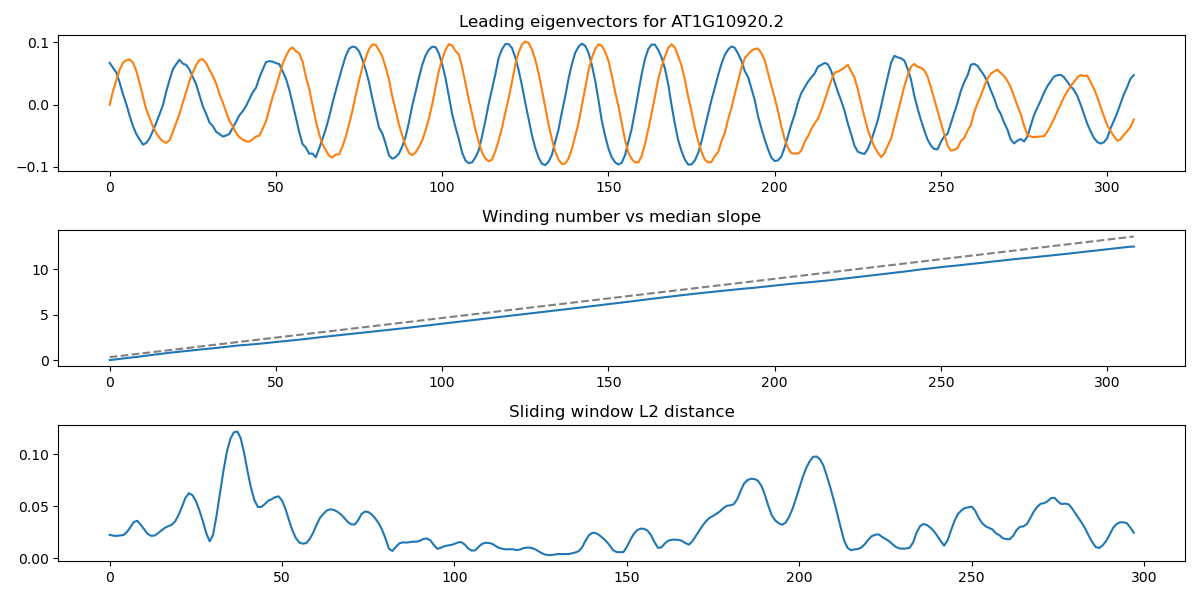 Leading eigenvectors for AT1G10920.2
0.1
0.0
−0.1
0 50 100 150 200 250 300
Winding number vs median slope
10
5
0
0 50 100 150 200 250 300
Sliding window L2 distance
0.10
0.05
0.00
0 50 100 150 200 250 300